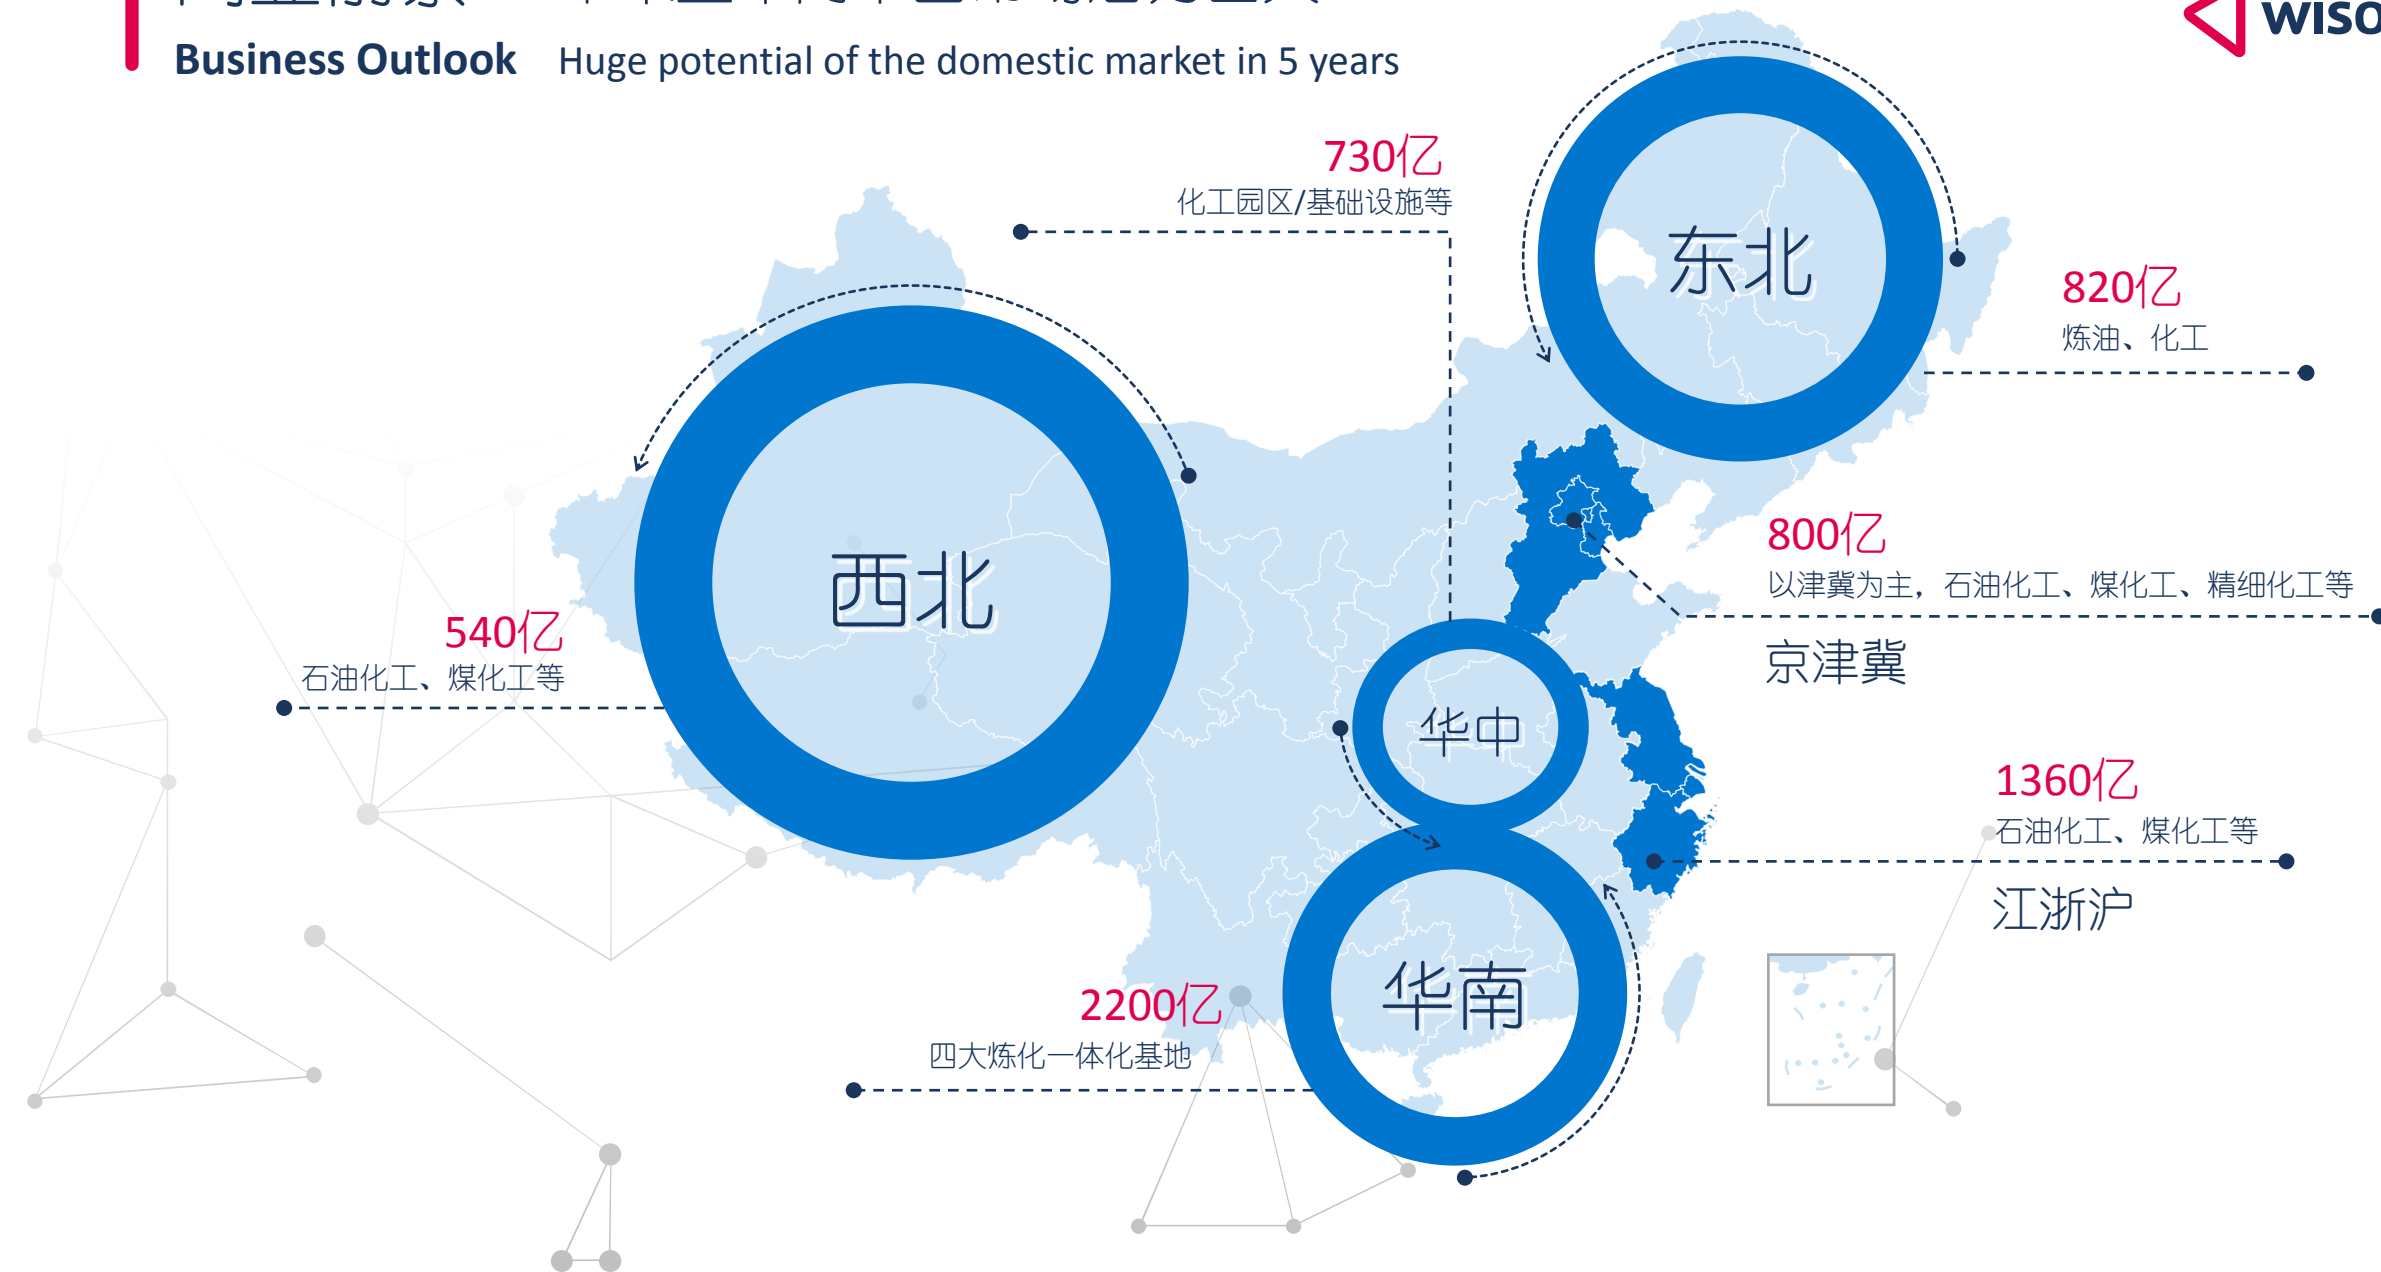 Business Outlook Huge potential of the domestic market in 5 years
730亿
化工园区/基础设施等
东北
820亿
炼油、化工
西北
540亿
石油化工、煤化工等
800亿
以津冀为主，石油化工、煤化工、精细化工等
京津冀
华中
1360亿
石油化工、煤化工等
江浙沪
华南
2200亿
四大炼化一体化基地